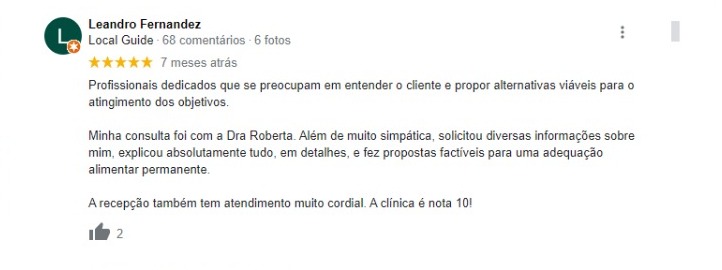 Leandro Fernandez
Local Guide · 68 comentários · 6 fotos
7 meses atrás
Profissionais dedicados que se preocupam em entender o cliente e propor alternativas viáveis para o
atingimento dos objetivos.
Minha consulta foi com a Dra Roberta. Além de muito simpática, solicitou diversas informações sobre
mim, explicou absolutamente tudo, em detalhes, e fez propostas factíveis para uma adequação
alimentar permanente.
A recepção também tem atendimento muito cordial. A clínica é nota 10!
2